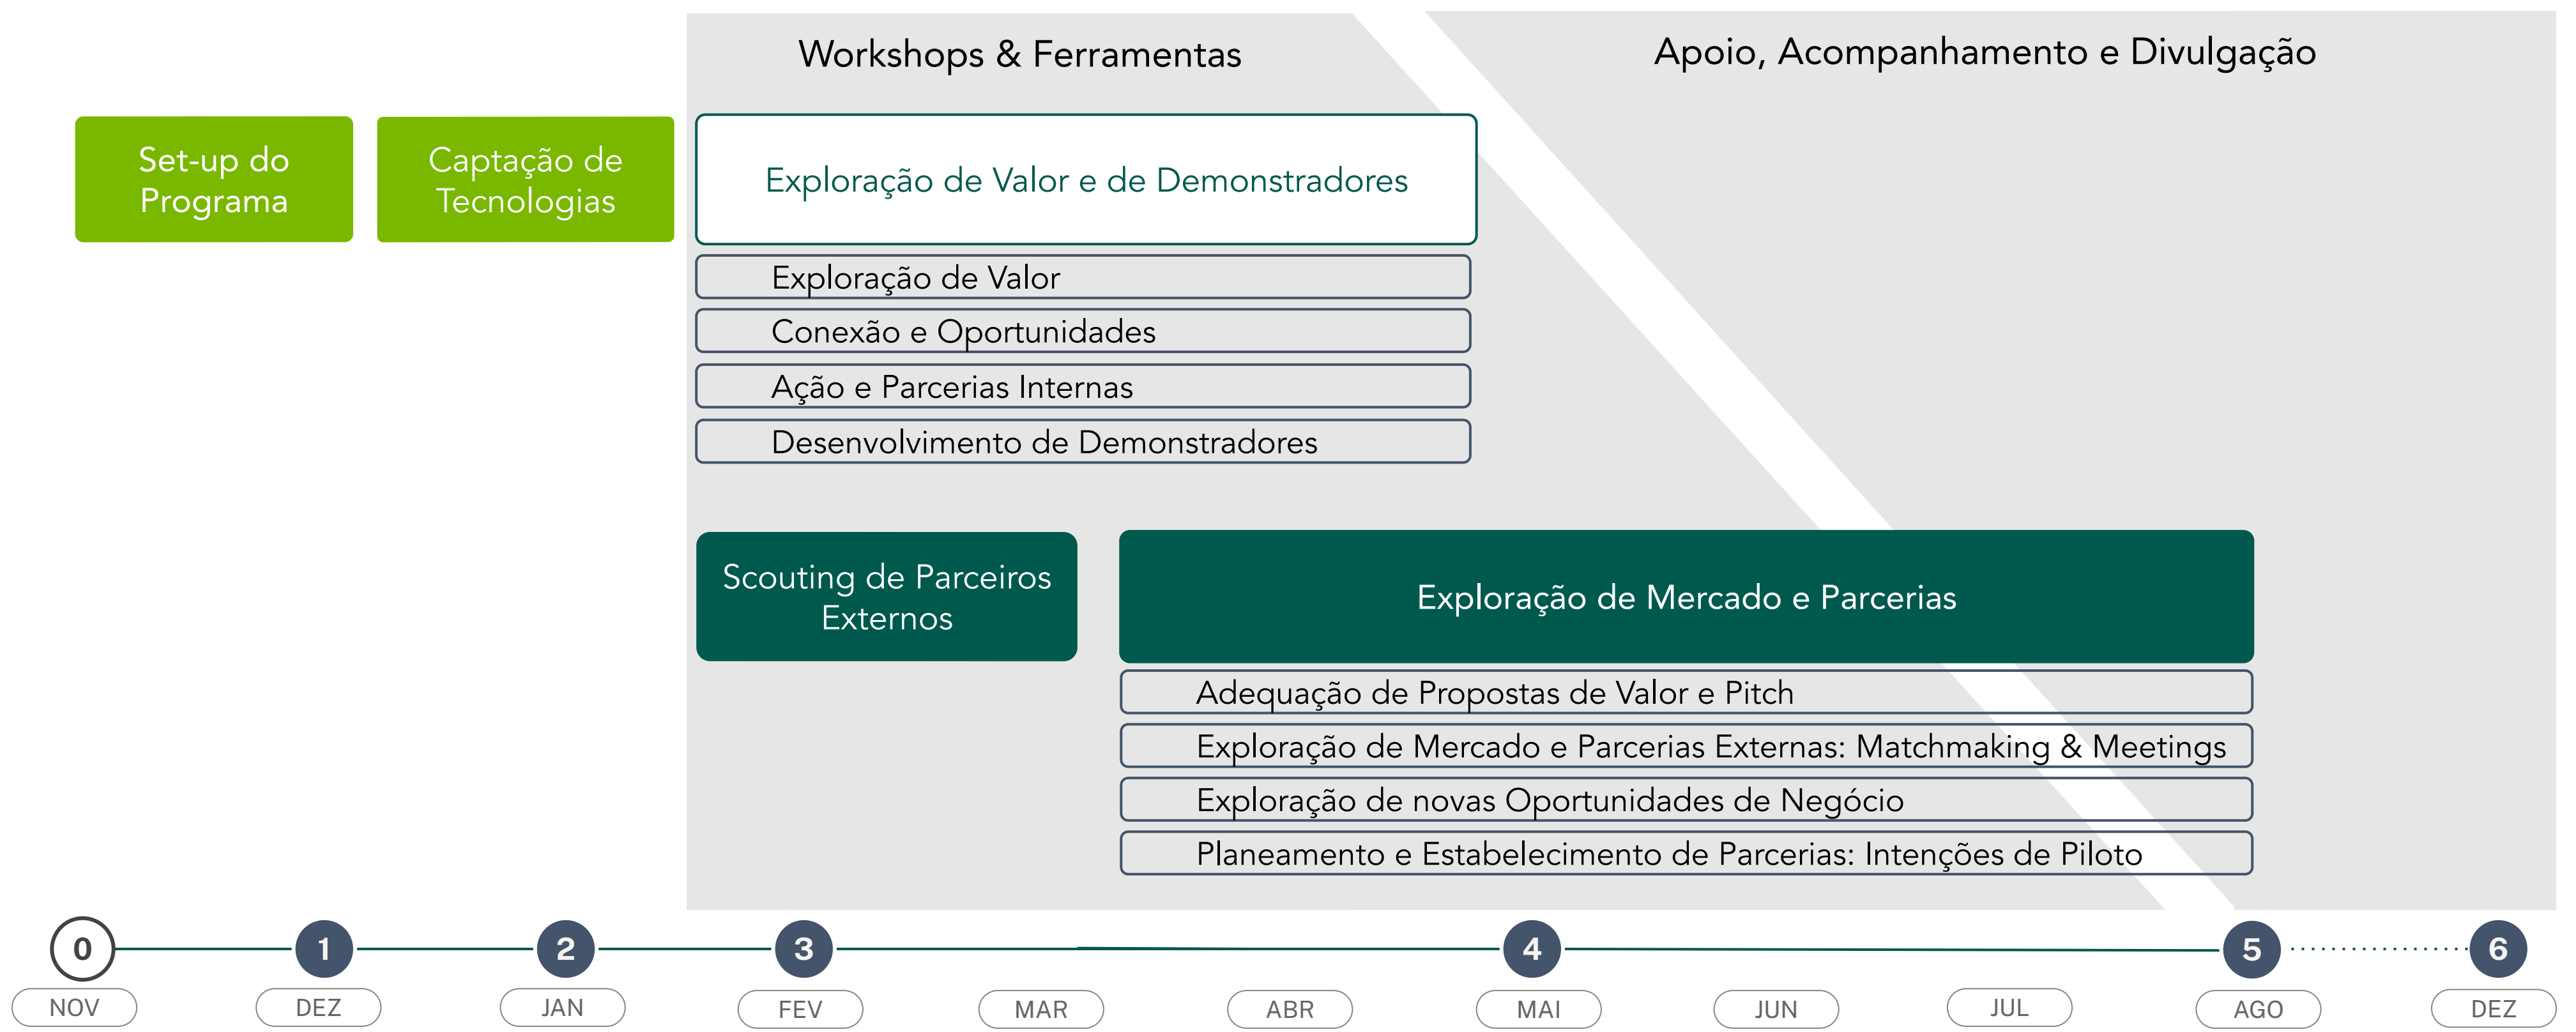 Workshops & Ferramentas
Apoio, Acompanhamento e Divulgação
Set-up do
Programa
Captação de
Tecnologias
Exploração de Valor e de Demonstradores
Exploração de Valor
Conexão e Oportunidades
Ação e Parcerias Internas
Desenvolvimento de Demonstradores
Scouting de Parceiros
Externos
Exploração de Mercado e Parcerias
Adequação de Propostas de Valor e Pitch
Exploração de Mercado e Parcerias Externas: Matchmaking & Meetings
Exploração de novas Oportunidades de Negócio
Planeamento e Estabelecimento de Parcerias: Intenções de Piloto
0
1
2
3
4
5
6
NOV
DEZ
JAN
FEV
MAR
ABR
MAI
JUN
JUL
AGO
DEZ